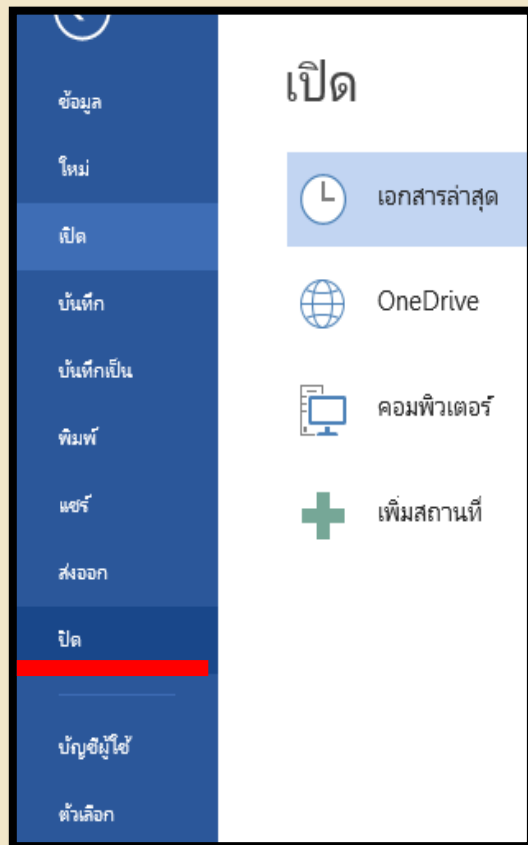 ข้อมูล
ใหม่
เปิด
บันทึก
บันทึกเป็น
พิมพ์
แชร์
ส่งออก
ปิด
บัญชีผู้ใช้
ตัวเลือก
เปิด
เอกสารล่าสุด
OneDrive
คอมพิวเตอร์
เพิ่มสถานที่